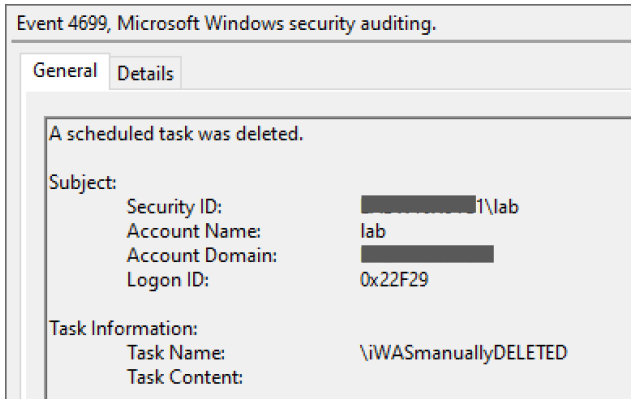 Event 4699, Microsoft Windows security auditing.
General Details
A scheduled task was deleted.
Subject:
Security ID: 1\lab
Account Name: lab
Account Domain:
Logon ID: 0x22F29
Task Information:
Task Name: \iWASmanuallyDELETED
Task Content: